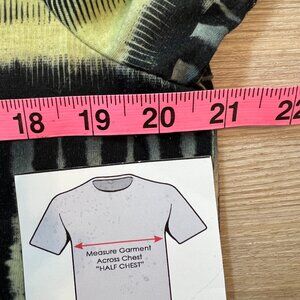 18 19 20 21 22
Measure Garment
Across Chest
"HALF CHEST"